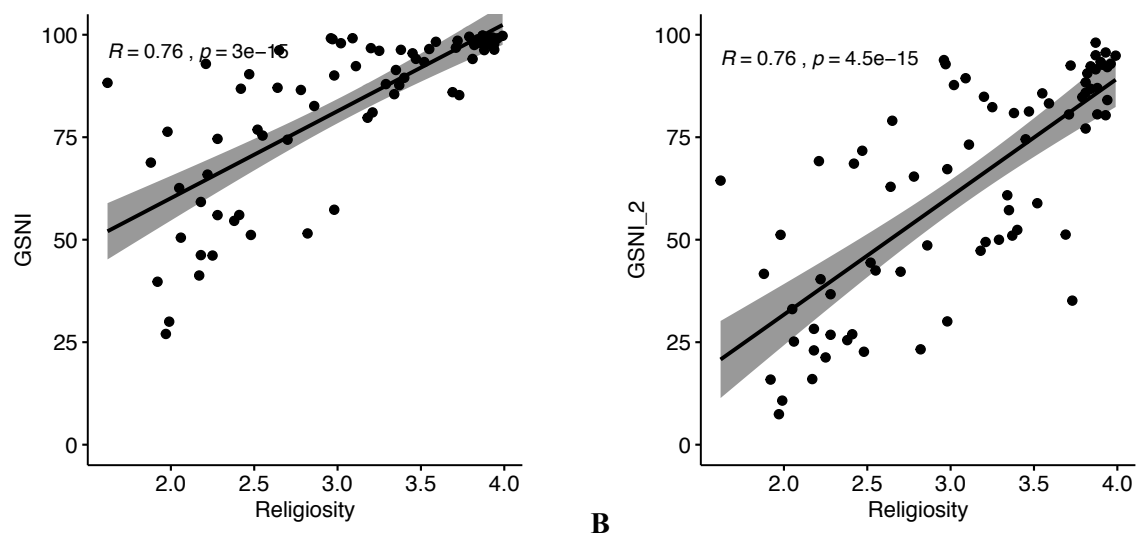 R = 0.76 , p = 3e−15
100
75
50
25
0
GSNI
2.0 2.5 3.0 3.5 4.0
Religiosity
R = 0.76 , p = 4.5e−15
100
75
50
25
0
GSNI_2
2.0 2.5 3.0 3.5 4.0
Religiosity
B